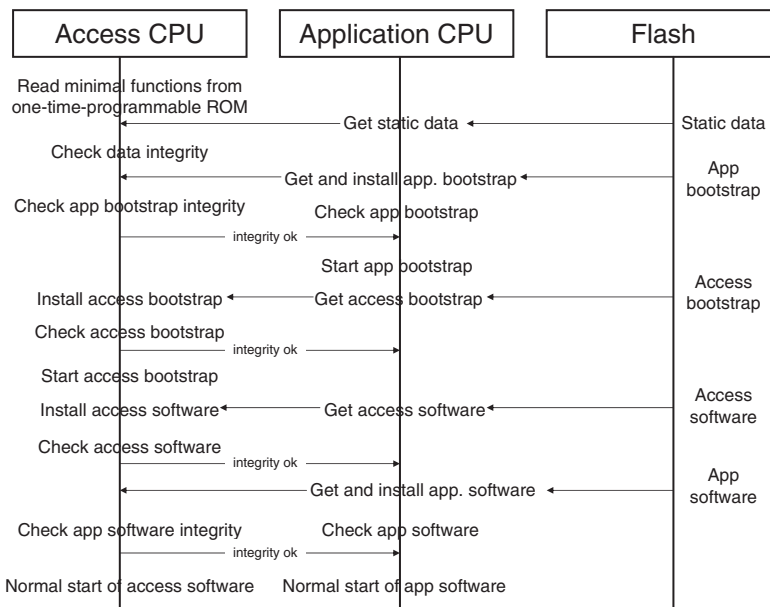 Access CPU
Application CPU
Flash
Read minimal functions from
one-time-programmable ROM
Get static data
Static data
Check data integrity
Get and install app. bootstrap
App
bootstrap
Check app bootstrap integrity
Check app bootstrap
integrity ok
Start app bootstrap
Install access bootstrap
Get access bootstrap
Access
bootstrap
Check access bootstrap
integrity ok
Start access bootstrap
Install access software
Get access software
Access
software
Check access software
integrity ok
Get and install app. software
App
software
Check app software integrity
Check app software
integrity ok
Normal start of access software
Normal start of app software